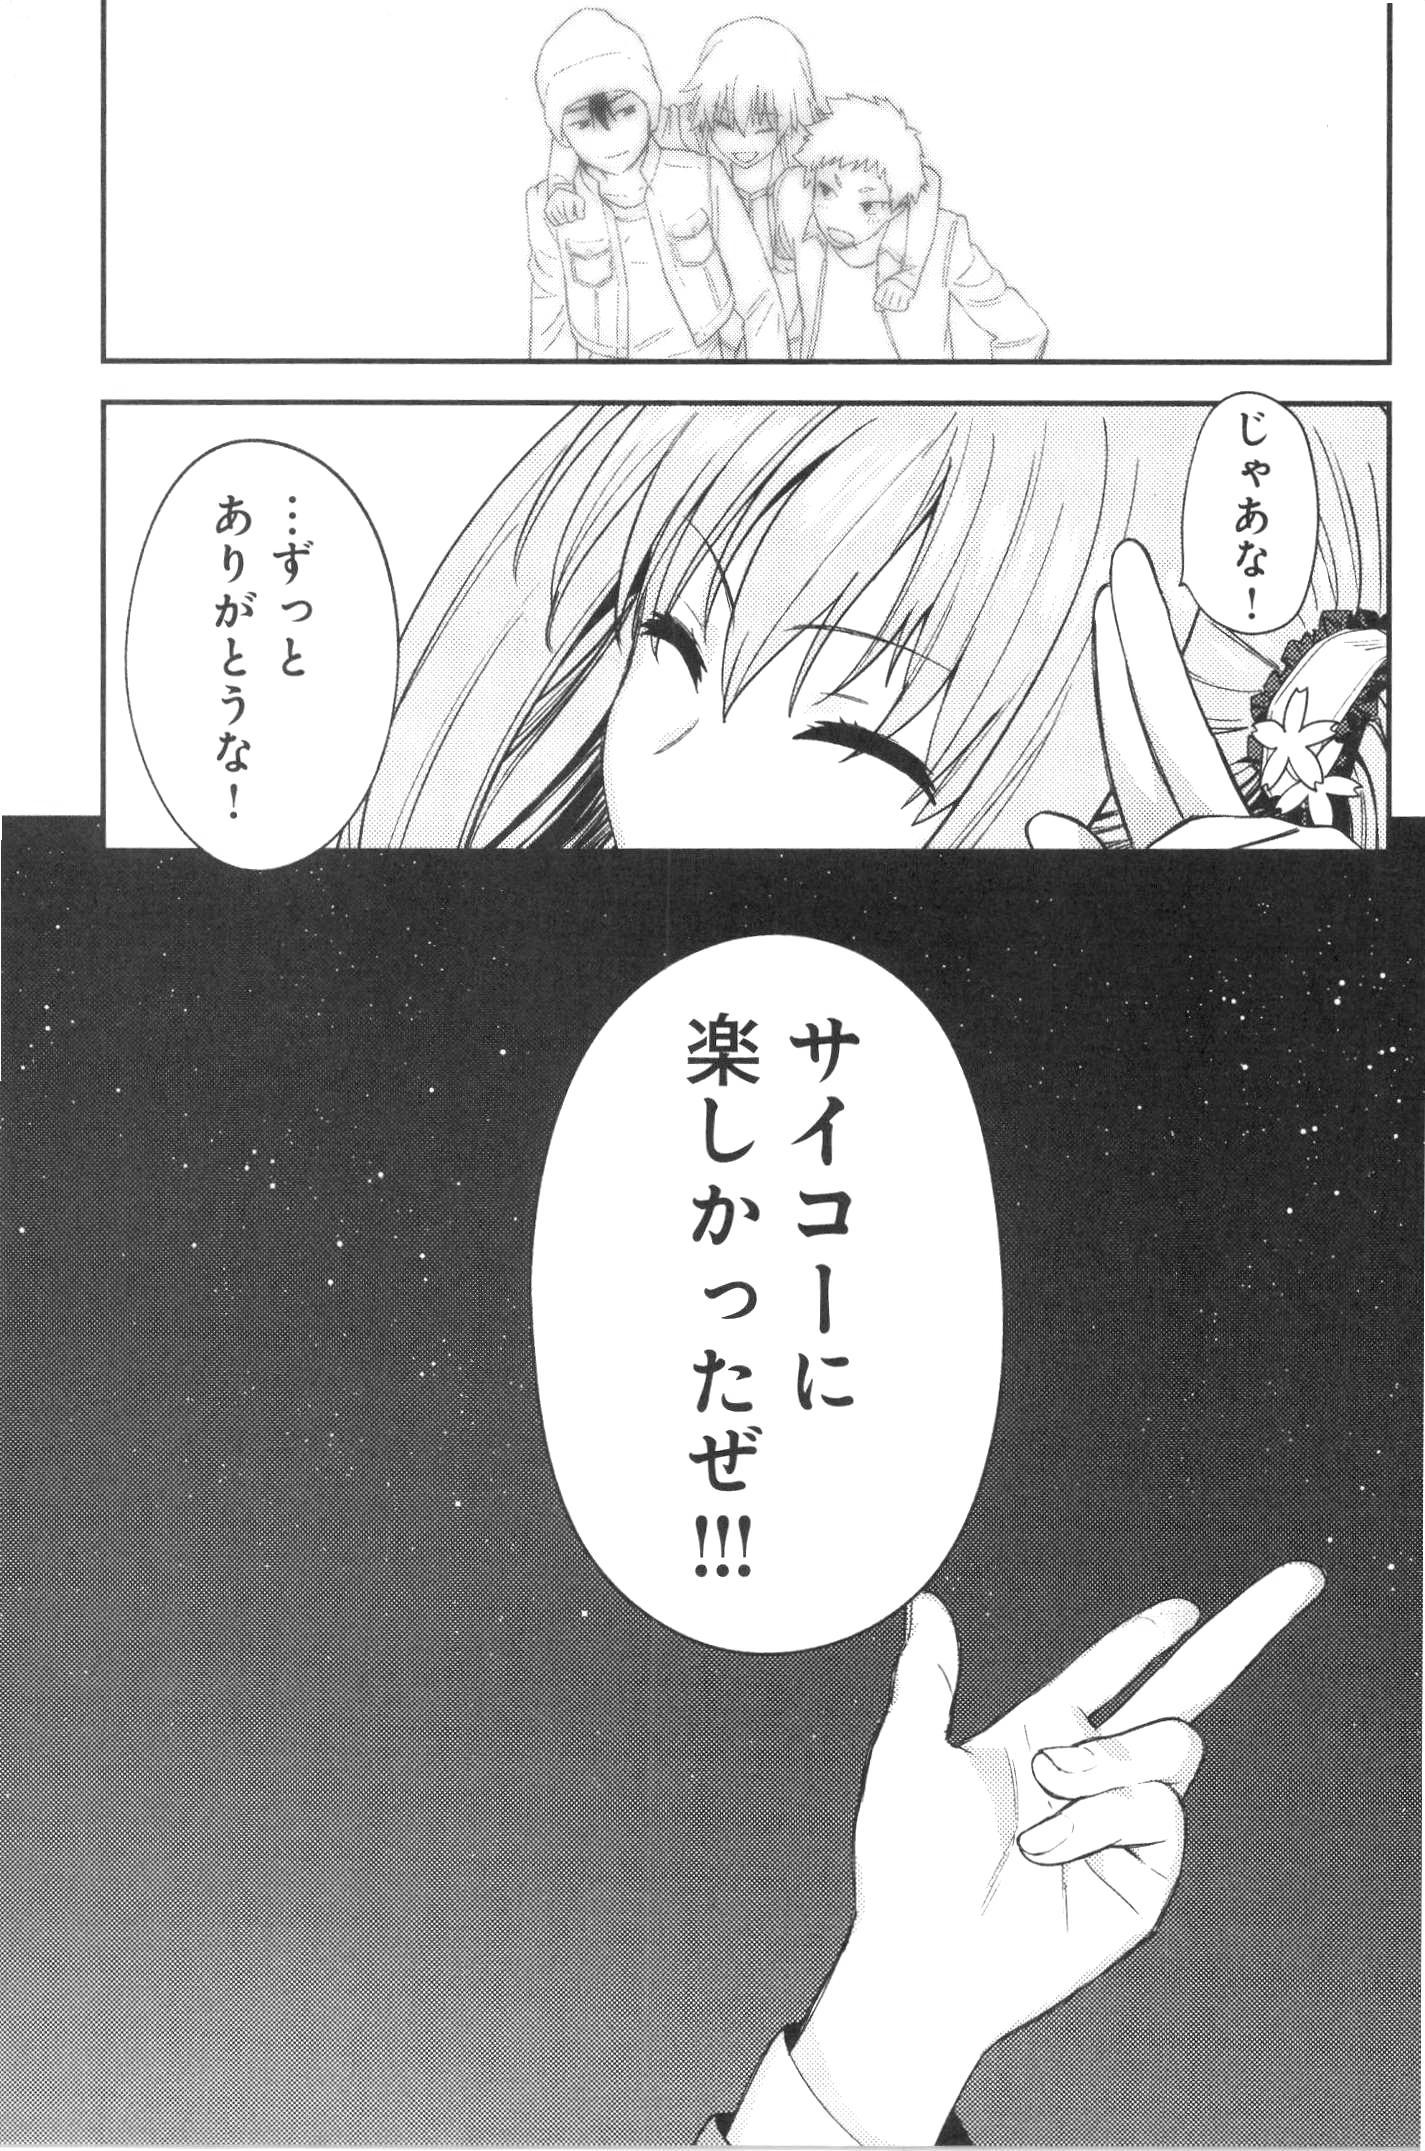 じゃあな！
…ずっと
ありがとうな！
サイコーに
楽しかったぜ!!!